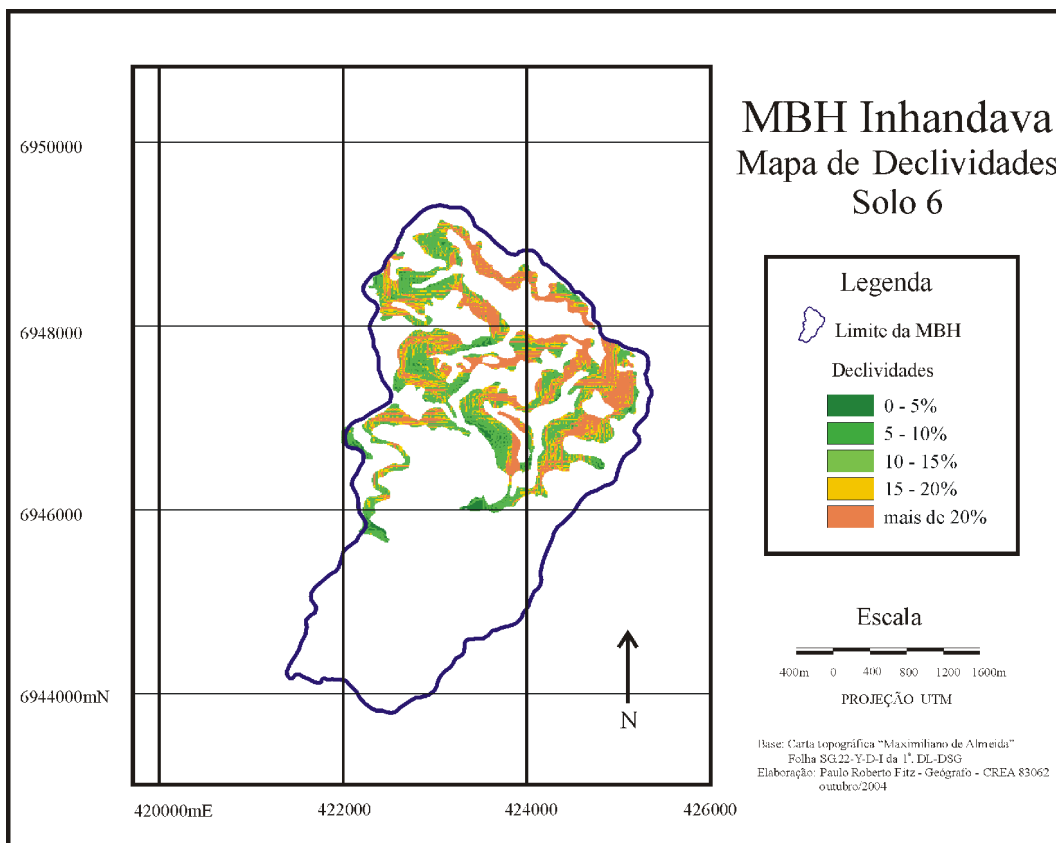 MBH Inhandava
Mapa de Declividades
Solo 6
6950000
6948000
6946000
6944000mN
420000mE
422000
424000
426000
N
Legenda
Limite da MBH
Declividades
0 - 5%
5 - 10%
10 - 15%
15 - 20%
mais de 20%
Escala
400m 0 400 800 1200 1600m
PROJEÇÃO UTM
Base: Carta topográfica “Maximiliano de Almeida”
Folha SG.22-Y-D-I da 1ª. DL-DSG
Elaboração: Paulo Roberto Fitz - Geógrafo - CREA 83062
outubro/2004